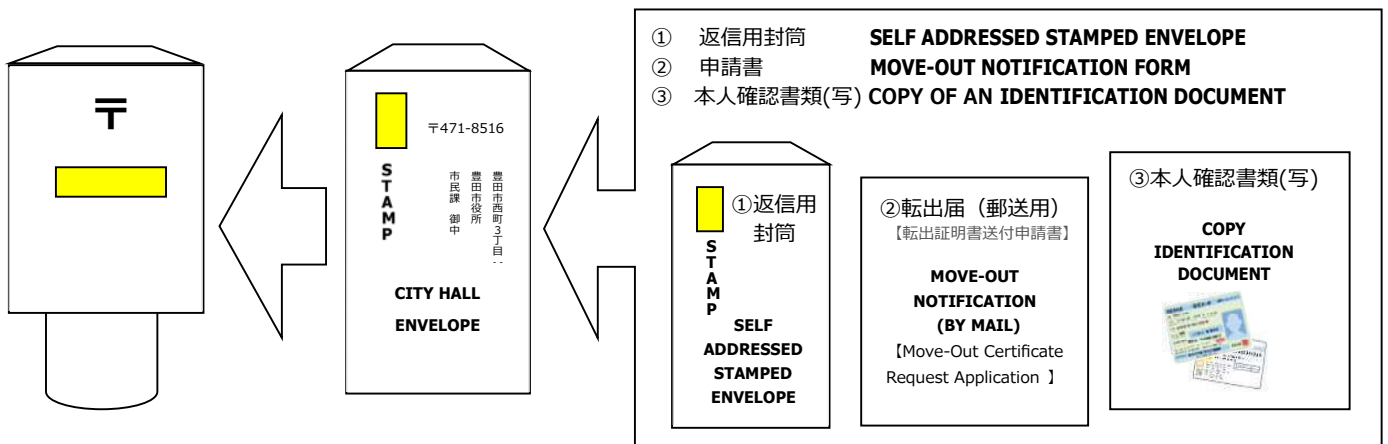 ① 返信用封筒 SELF ADDRESSED STAMPED ENVELOPE
② 申請書 MOVE-OUT NOTIFICATION FORM
③ 本人確認書類(写) COPY OF AN IDENTIFICATION DOCUMENT
〒
〒471-8516
STAMP
豊田市西町3丁目
豊田市役所
市民課 御中
CITY HALL
ENVELOPE
①返信用
封筒
STAMP
SELF
ADDRESSED
STAMPED
ENVELOPE
②転出届（郵送用）
【転出証明書送付申請書】
MOVE-OUT
NOTIFICATION
(BY MAIL)
【Move-Out Certificate
Request Application 】
③本人確認書類(写)
COPY
IDENTIFICATION
DOCUMENT